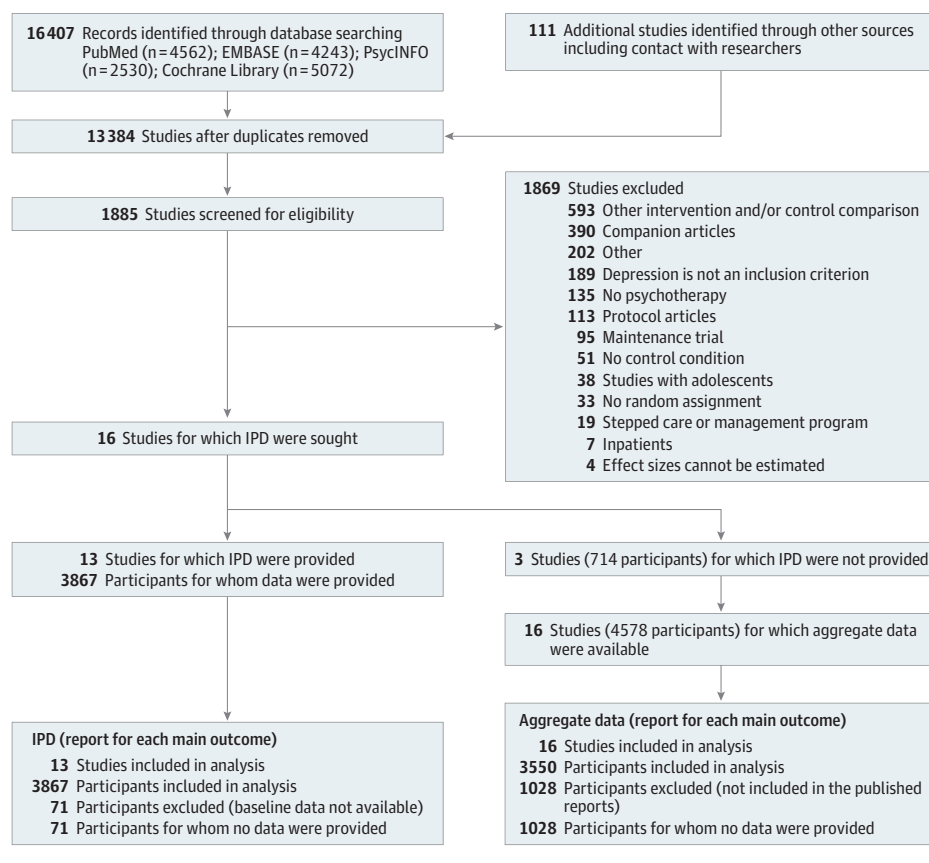 16 407 Records identified through database searching
PubMed (n = 4562); EMBASE (n = 4243); PsycINFO
(n = 2530); Cochrane Library (n = 5072)
111 Additional studies identified through other sources
including contact with researchers
13 384 Studies after duplicates removed
1885 Studies screened for eligibility
1869 Studies excluded
593 Other intervention and/or control comparison
390 Companion articles
202 Other
189 Depression is not an inclusion criterion
135 No psychotherapy
113 Protocol articles
95 Maintenance trial
51 No control condition
38 Studies with adolescents
33 No random assignment
19 Stepped care or management program
7 Inpatients
4 Effect sizes cannot be estimated
16 Studies for which IPD were sought
13 Studies for which IPD were provided
3867 Participants for whom data were provided
3 Studies (714 participants) for which IPD were not provided
16 Studies (4578 participants) for which aggregate data
were available
IPD (report for each main outcome)
13 Studies included in analysis
3867 Participants included in analysis
71 Participants excluded (baseline data not available)
71 Participants for whom no data were provided
Aggregate data (report for each main outcome)
16 Studies included in analysis
3550 Participants included in analysis
1028 Participants excluded (not included in the published
reports)
1028 Participants for whom no data were provided